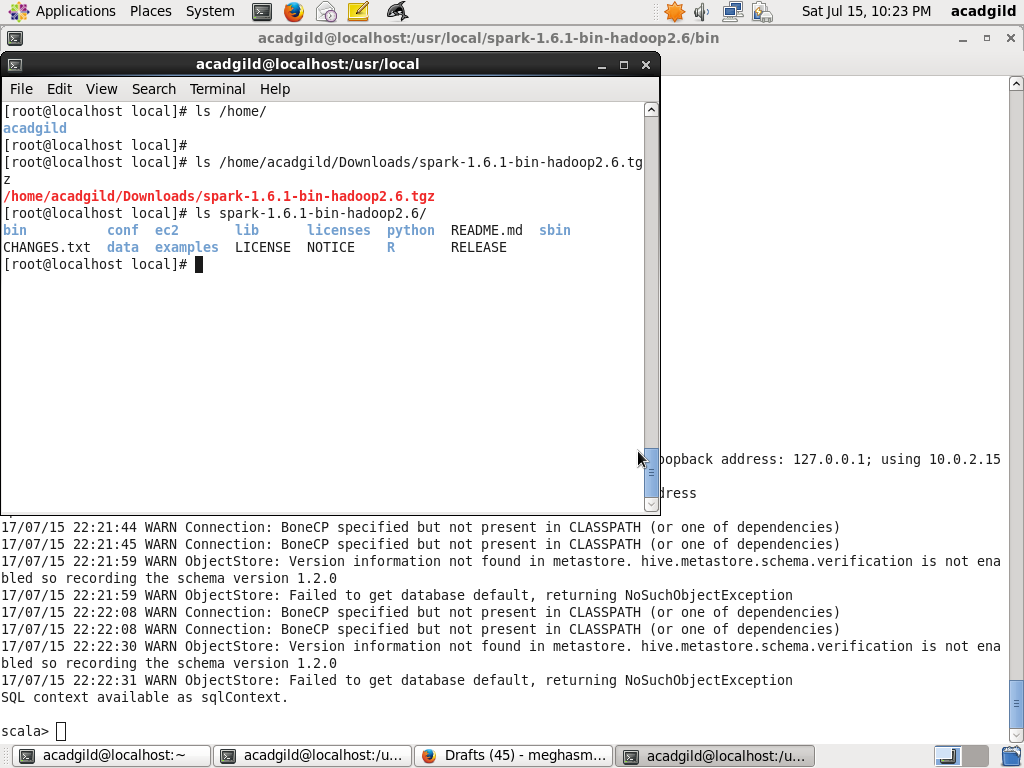 Applications Places System Sat Jul 15, 10:23 PM acadgild
acadgild@localhost:/usr/local/spark-1.6.1-bin-hadoop2.6/bin
acadgild@localhost:/usr/local
File Edit View Search Terminal Help
[root@localhost local]# ls /home/
acadgild
[root@localhost local]#
[root@localhost local]# ls /home/acadgild/Downloads/spark-1.6.1-bin-hadoop2.6.tg
z
/home/acadgild/Downloads/spark-1.6.1-bin-hadoop2.6.tgz
[root@localhost local]# ls spark-1.6.1-bin-hadoop2.6/
bin conf ec2 lib licenses python README.md sbin
CHANGES.txt data examples LICENSE NOTICE R RELEASE
[root@localhost local]#
oopback address: 127.0.0.1; using 10.0.2.15
dress
17/07/15 22:21:44 WARN Connection: BoneCP specified but not present in CLASSPATH (or one of dependencies)
17/07/15 22:21:45 WARN Connection: BoneCP specified but not present in CLASSPATH (or one of dependencies)
17/07/15 22:21:59 WARN ObjectStore: Version information not found in metastore. hive.metastore.schema.verification is not ena
bled so recording the schema version 1.2.0
17/07/15 22:21:59 WARN ObjectStore: Failed to get database default, returning NoSuchObjectException
17/07/15 22:22:08 WARN Connection: BoneCP specified but not present in CLASSPATH (or one of dependencies)
17/07/15 22:22:08 WARN Connection: BoneCP specified but not present in CLASSPATH (or one of dependencies)
17/07/15 22:22:30 WARN ObjectStore: Version information not found in metastore. hive.metastore.schema.verification is not ena
bled so recording the schema version 1.2.0
17/07/15 22:22:31 WARN ObjectStore: Failed to get database default, returning NoSuchObjectException
SQL context available as sqlContext.
scala>
acadgild@localhost:~ acadgild@localhost:/u... Drafts (45) - meghasm... acadgild@localhost:/u...